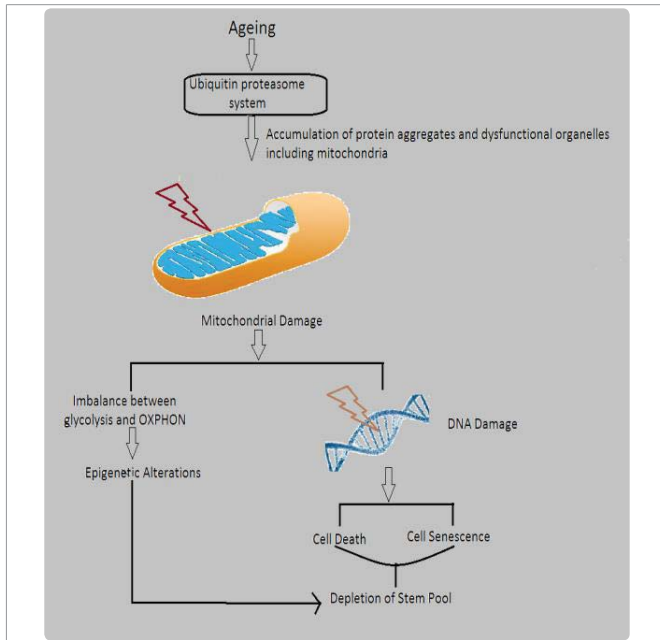 Ageing
Ubiquitin proteasome
system
Accumulation of protein aggregates and dysfunctional organelles
including mitochondria
Mitochondrial Damage
Imbalance between
glycolysis and OXPHON
DNA Damage
Epigenetic Alterations
Cell Death
Cell Senescence
Depletion of Stem Pool